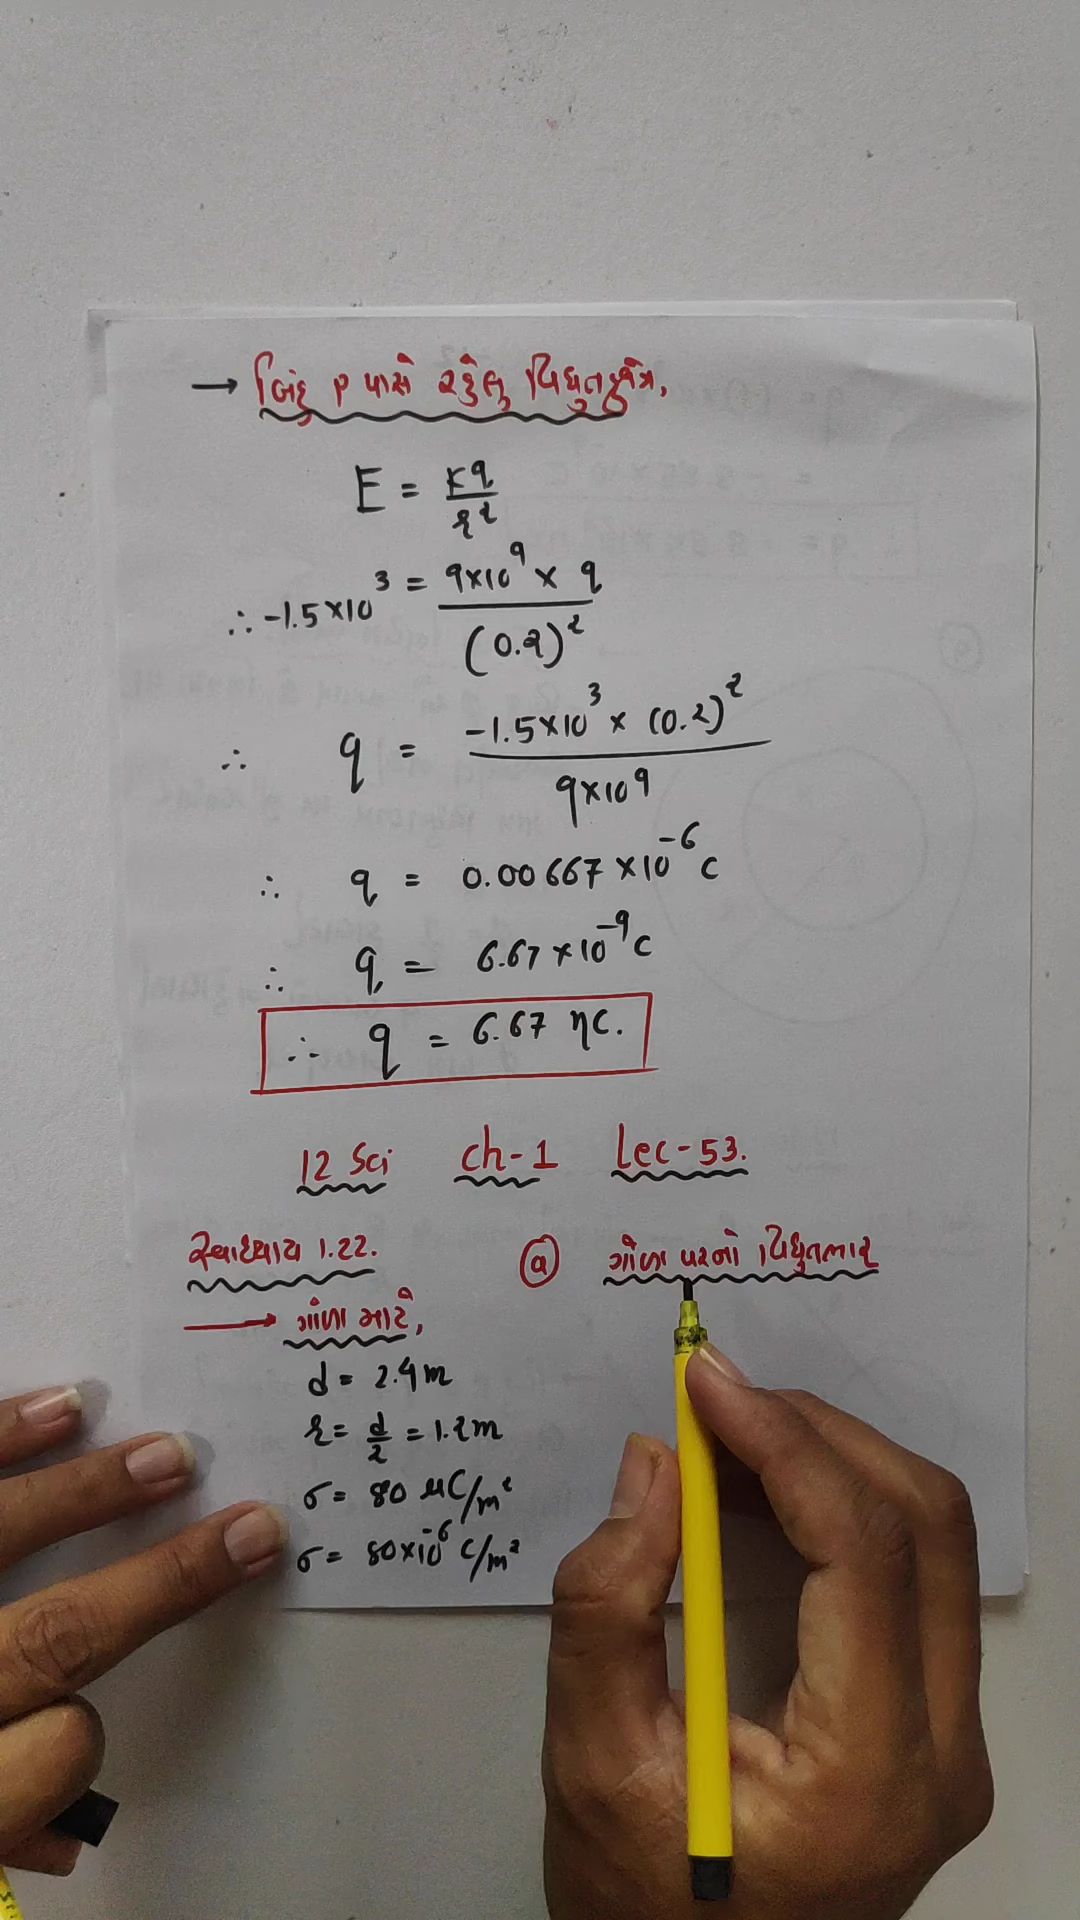 → બિંદુ P પાસે રહેલુ વિધુતક્ષેત્ર,
E = kq / r²
∴ -1.5×10³ = 9×10⁹ × q / (0.2)²
∴ q = -1.5×10³ × (0.2)² / 9×10⁹
∴ q = 0.00667×10⁻⁶ C
∴ q = 6.67×10⁻⁹ C
∴ q = 6.67 ηC.
12 Sci Ch-1 Lec-53.
સ્વાધ્યાય 1.22.
→ ગોળા માટે,
d = 2.4m
r = d/2 = 1.2m
σ = 80 μC/m²
σ = 80×10⁻⁶ C/m²
(a) ગોળા પરનો વિધુતભાર